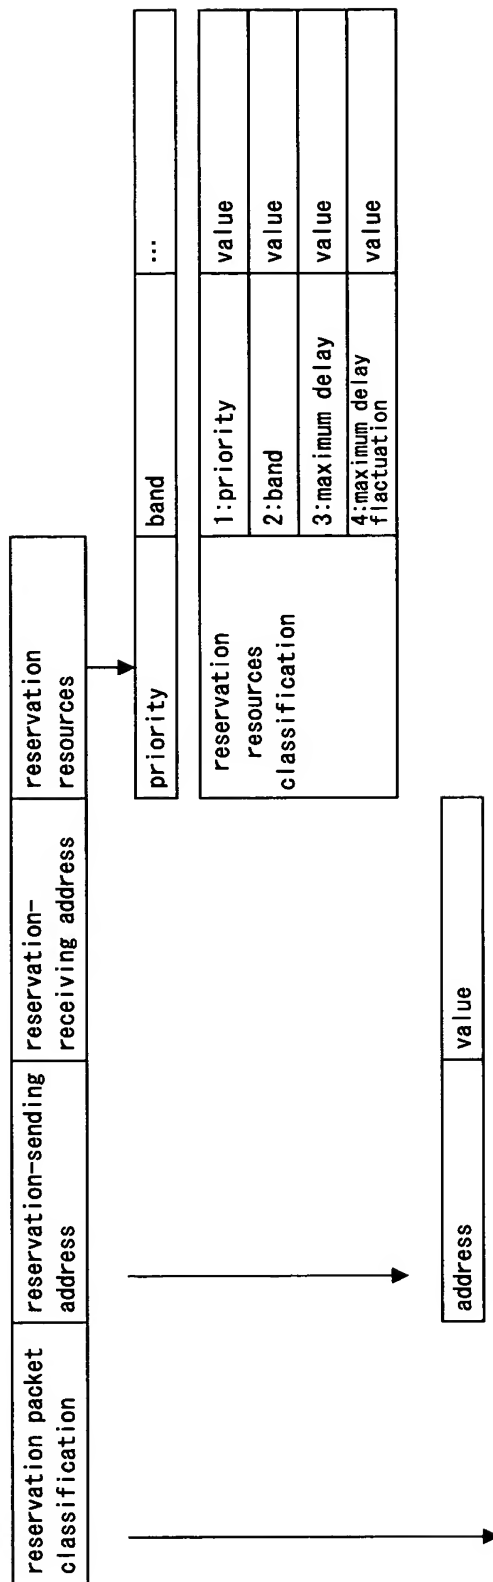 reservation packet
classification
reservation-sending
address
reservation-
receiving address
reservation
resources
priority
band
...
reservation
resources
classification
1:priority
value
2:band
value
3:maximum delay
value
4:maximum delay
flactuation
value
address
value